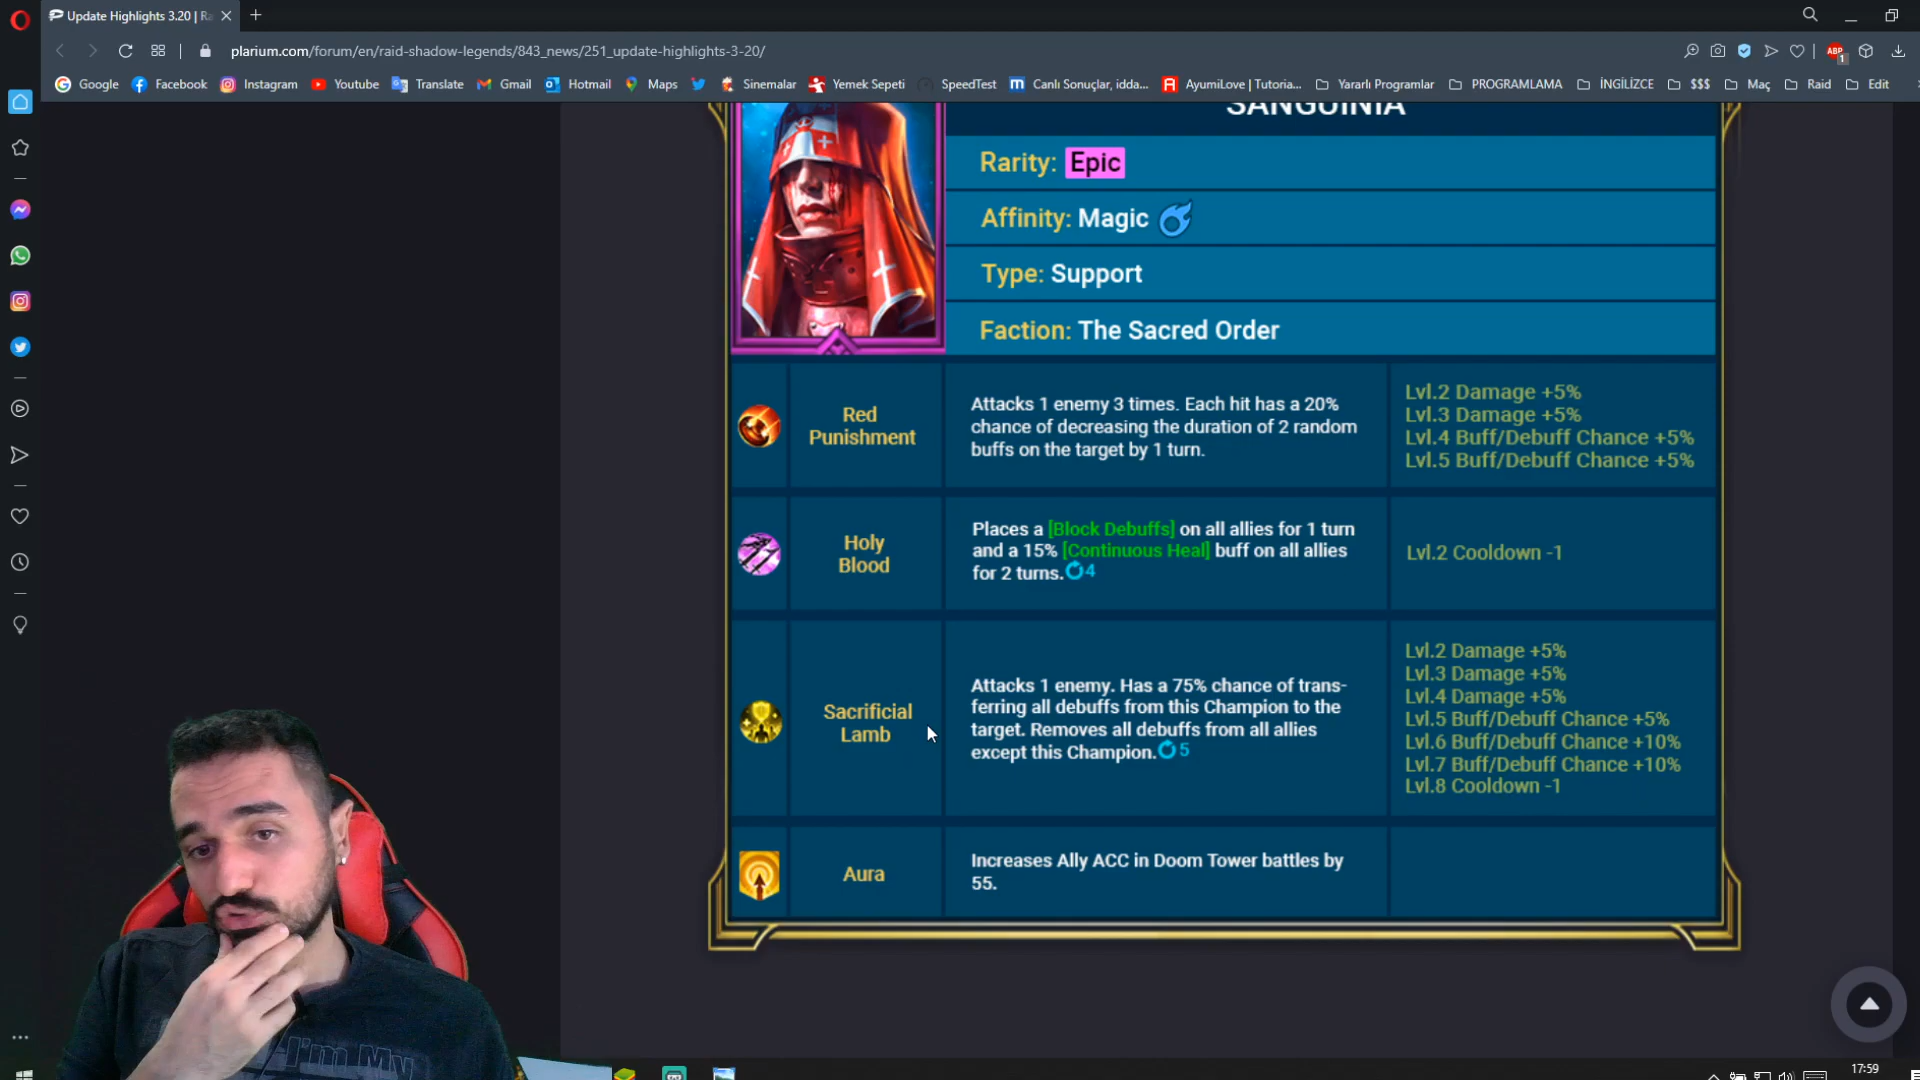 Update Highlights 3.20 | Ra
plarium.com/forum/en/raid-shadow-legends/843_news/251_update-highlights-3-20/
ABP
1
Google
Facebook
Instagram
Youtube
Translate
Gmail
Hotmail
Maps
Sinemalar
Yemek Sepeti
SpeedTest
Canlı Sonuçlar, idda...
AyumiLove | Tutoria...
Yararlı Programlar
PROGRAMLAMA
İNGİLİZCE
$$$
Maç
Raid
Edit
SANGUINIA
Rarity: Epic
Affinity: Magic
Type: Support
Faction: The Sacred Order
Red
Punishment
Attacks 1 enemy 3 times. Each hit has a 20%
chance of decreasing the duration of 2 random
buffs on the target by 1 turn.
Lvl.2 Damage +5%
Lvl.3 Damage +5%
Lvl.4 Buff/Debuff Chance +5%
Lvl.5 Buff/Debuff Chance +5%
Holy
Blood
Places a [Block Debuffs] on all allies for 1 turn
and a 15% [Continuous Heal] buff on all allies
for 2 turns. 4
Lvl.2 Cooldown -1
Sacrificial
Lamb
Attacks 1 enemy. Has a 75% chance of trans-
ferring all debuffs from this Champion to the
target. Removes all debuffs from all allies
except this Champion. 5
Lvl.2 Damage +5%
Lvl.3 Damage +5%
Lvl.4 Damage +5%
Lvl.5 Buff/Debuff Chance +5%
Lvl.6 Buff/Debuff Chance +10%
Lvl.7 Buff/Debuff Chance +10%
Lvl.8 Cooldown -1
Aura
Increases Ally ACC in Doom Tower battles by
55.
I'm My
17:59